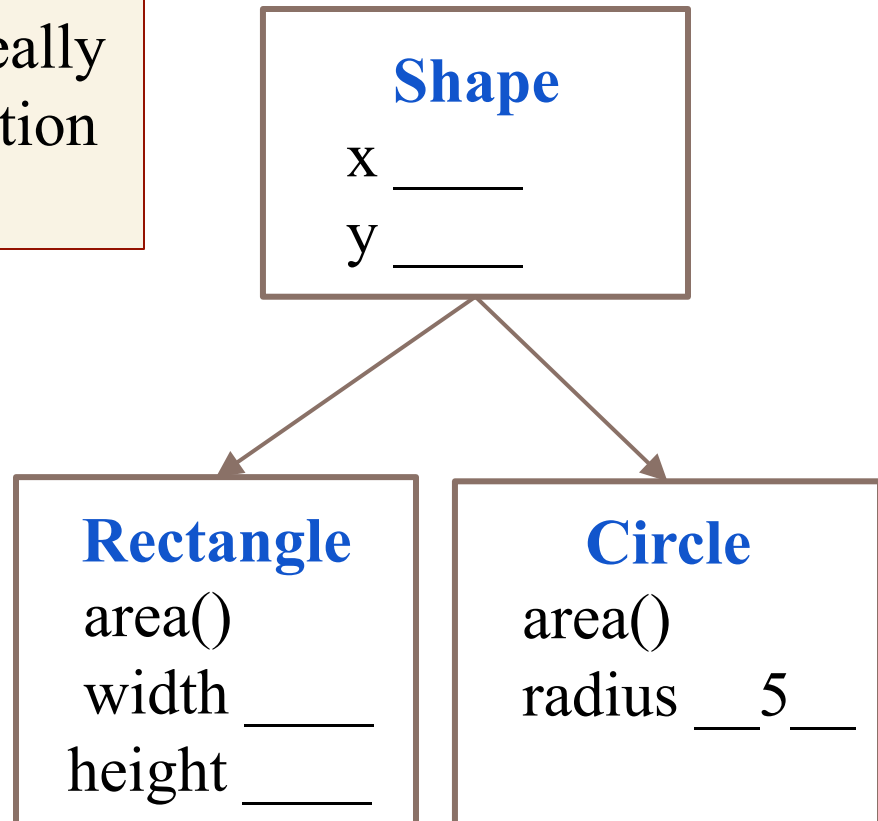 eally
tion
Shape
x _____
y _____
Rectangle
area()
width _____
height _____
Circle
area()
radius __5__